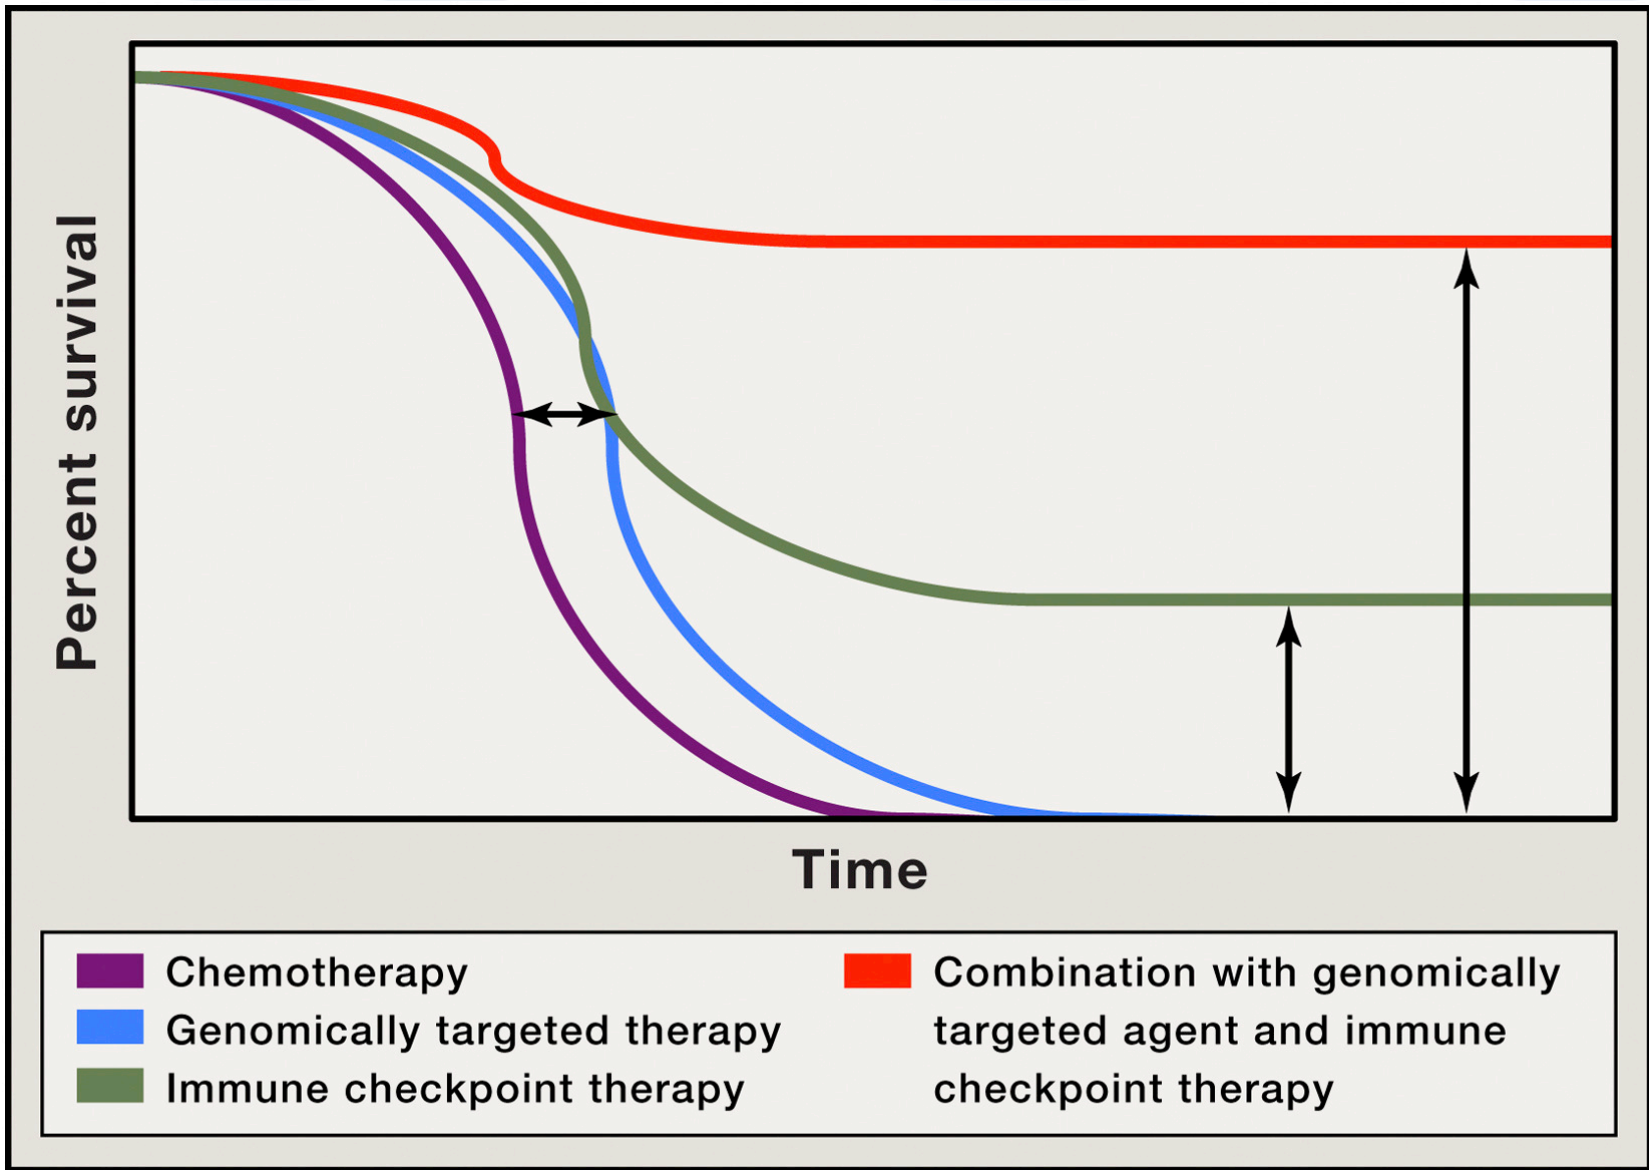 Percent survival
Time
Chemotherapy
Genomically targeted therapy
Immune checkpoint therapy
Combination with genomically
targeted agent and immune
checkpoint therapy